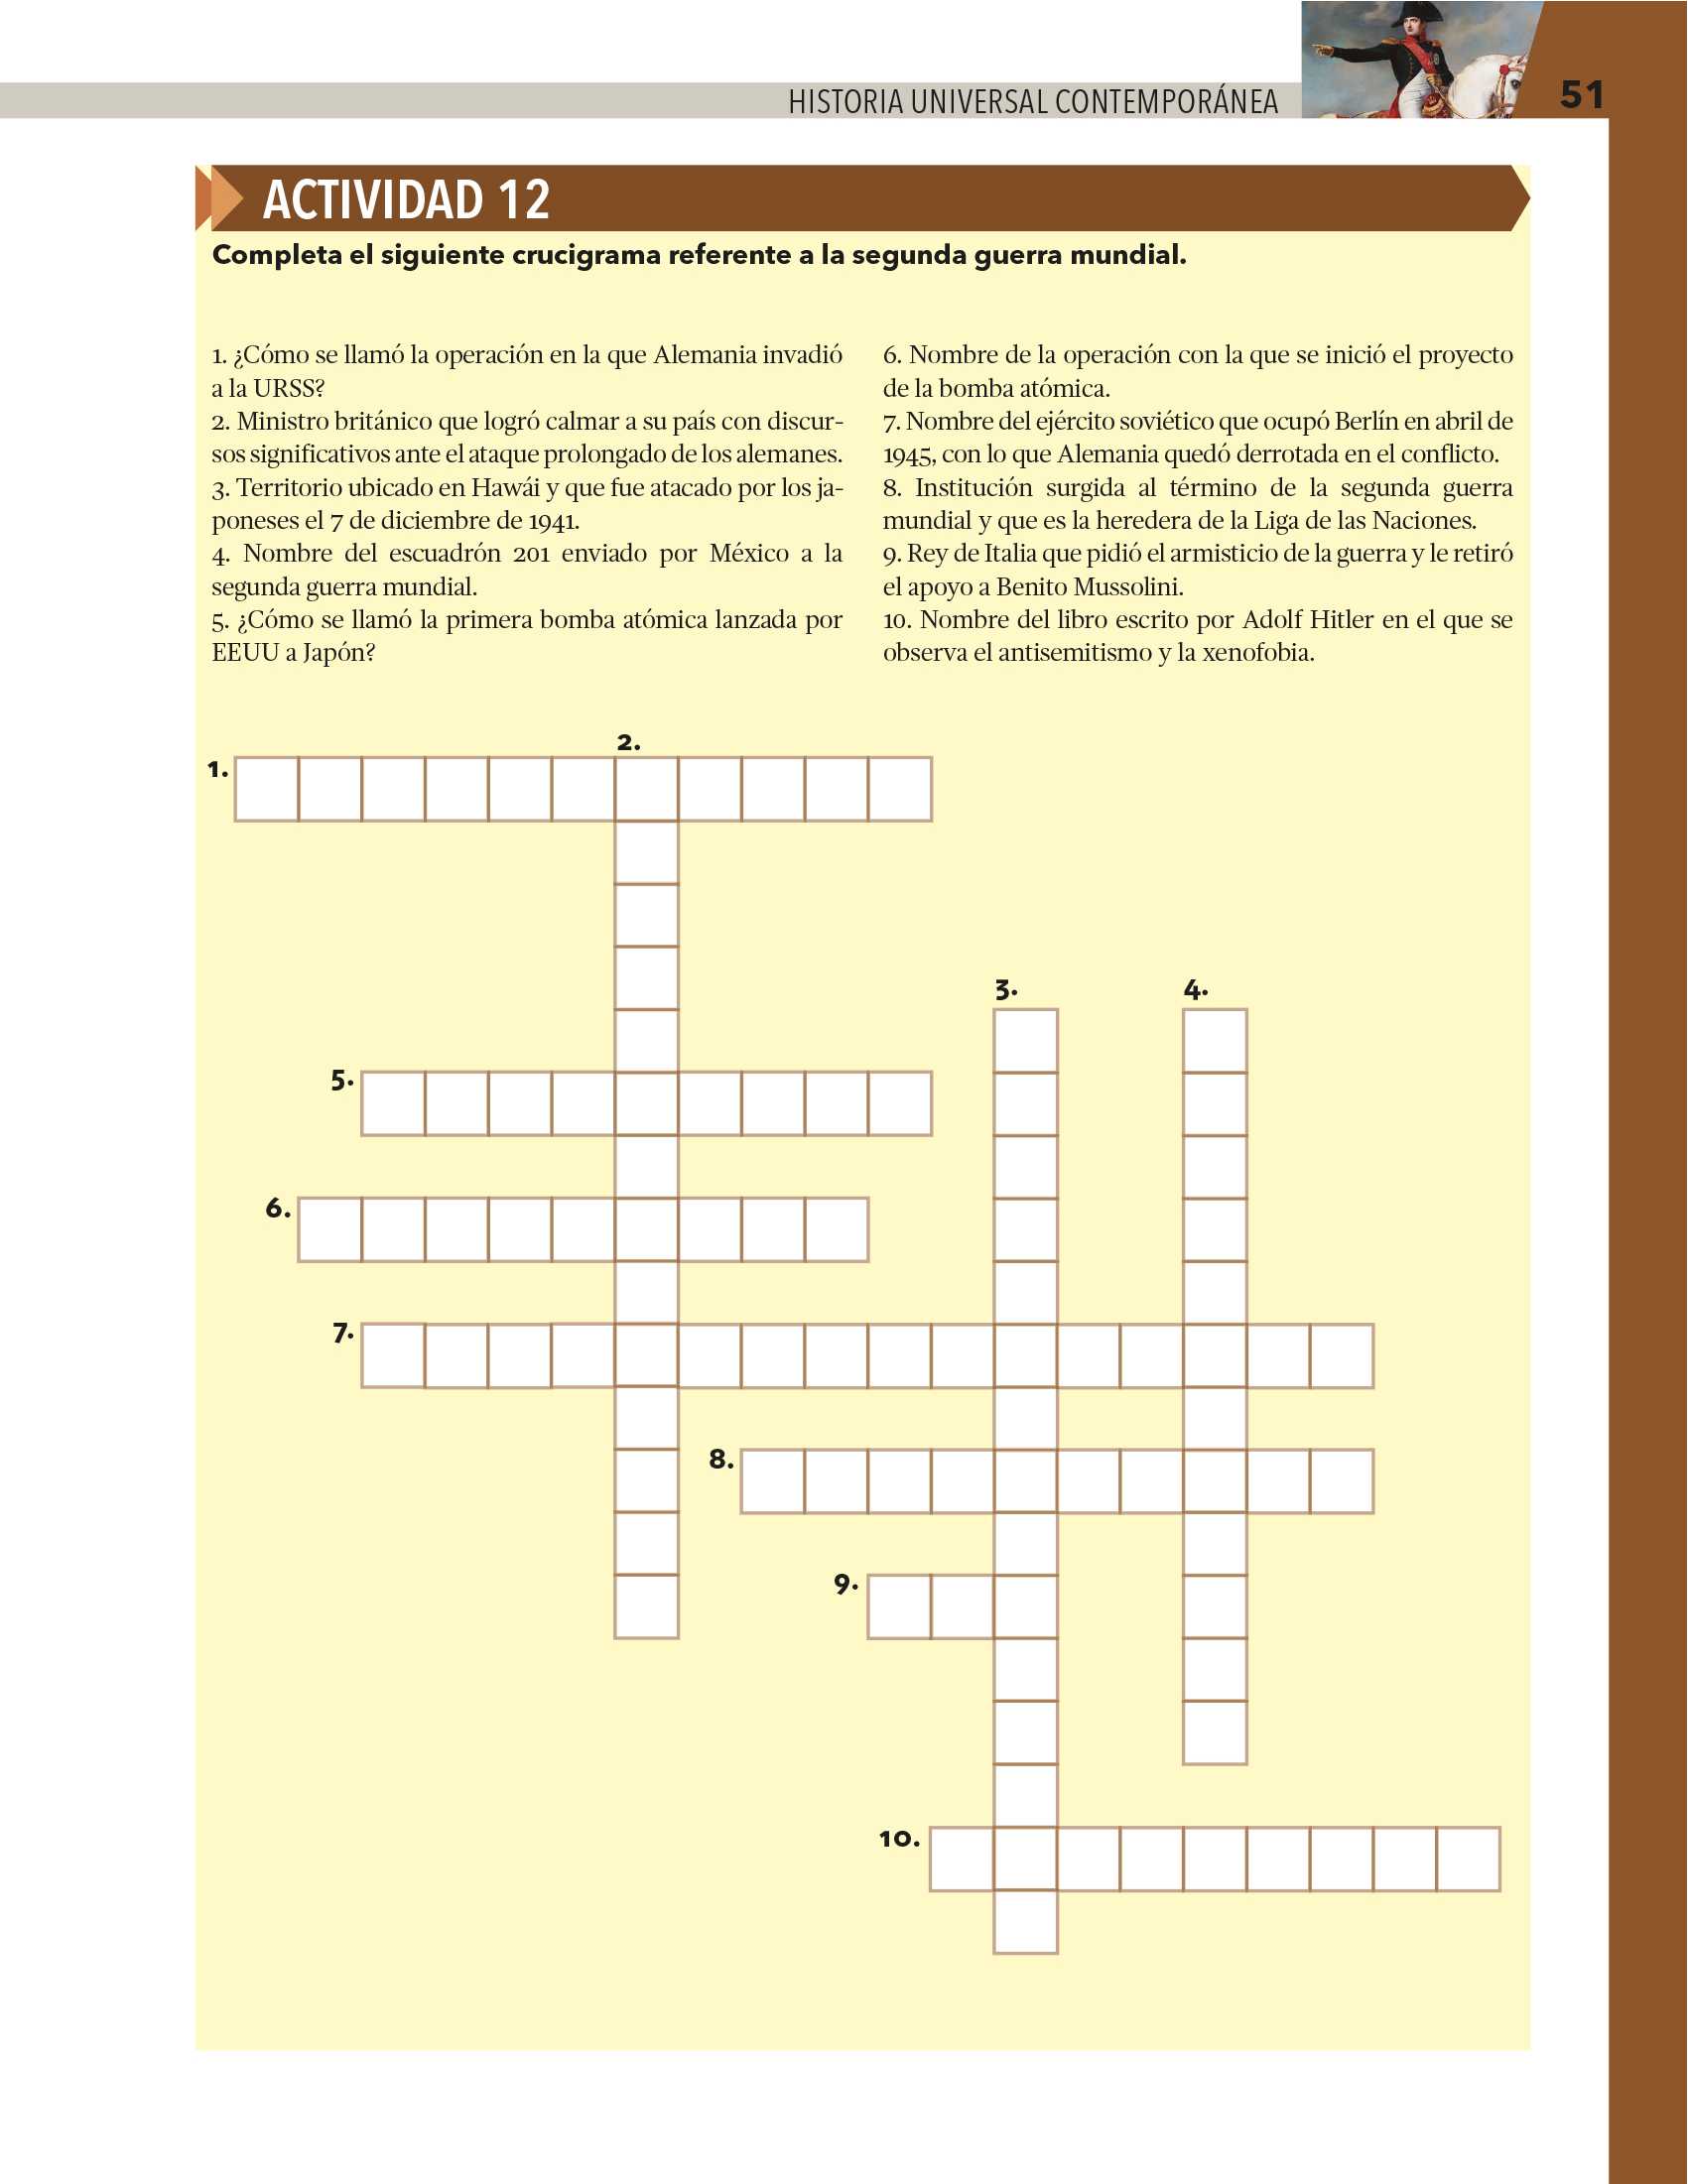 HISTORIA UNIVERSAL CONTEMPORÁNEA
51
ACTIVIDAD 12
Completa el siguiente crucigrama referente a la segunda guerra mundial.
1. ¿Cómo se llamó la operación en la que Alemania invadió
a la URSS?
2. Ministro británico que logró calmar a su país con discur-
sos significativos ante el ataque prolongado de los alemanes.
3. Territorio ubicado en Hawái y que fue atacado por los ja-
poneses el 7 de diciembre de 1941.
4. Nombre del escuadrón 201 enviado por México a la
segunda guerra mundial.
5. ¿Cómo se llamó la primera bomba atómica lanzada por
EEUU a Japón?
6. Nombre de la operación con la que se inició el proyecto
de la bomba atómica.
7. Nombre del ejército soviético que ocupó Berlín en abril de
1945, con lo que Alemania quedó derrotada en el conflicto.
8. Institución surgida al término de la segunda guerra
mundial y que es la heredera de la Liga de las Naciones.
9. Rey de Italia que pidió el armisticio de la guerra y le retiró
el apoyo a Benito Mussolini.
10. Nombre del libro escrito por Adolf Hitler en el que se
observa el antisemitismo y la xenofobia.
2.
1.
3.
4.
5.
6.
7.
8.
9.
10.